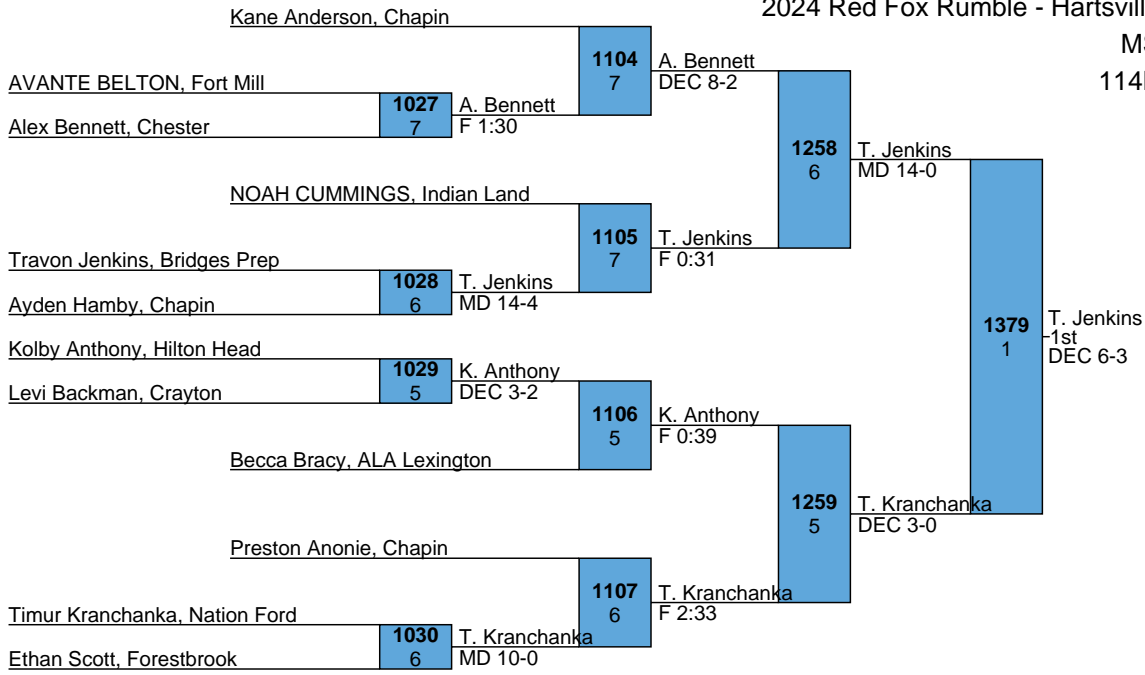 2024 Red Fox Rumble - Hartsvill
Kane Anderson, Chapin
1104
7
A. Bennett
DEC 8-2
114
AVANTE BELTON, Fort Mill
1027
7
A. Bennett
F 1:30
Alex Bennett, Chester
1258
6
T. Jenkins
MD 14-0
NOAH CUMMINGS, Indian Land
1105
7
T. Jenkins
F 0:31
Travon Jenkins, Bridges Prep
1028
6
T. Jenkins
MD 14-4
Ayden Hamby, Chapin
1379
1
T. Jenkins
1st
DEC 6-3
Kolby Anthony, Hilton Head
1029
5
K. Anthony
DEC 3-2
Levi Backman, Crayton
1106
5
K. Anthony
F 0:39
Becca Bracy, ALA Lexington
1259
5
T. Kranchanka
DEC 3-0
Preston Anonie, Chapin
1107
6
T. Kranchanka
F 2:33
Timur Kranchanka, Nation Ford
1030
6
T. Kranchanka
MD 10-0
Ethan Scott, Forestbrook